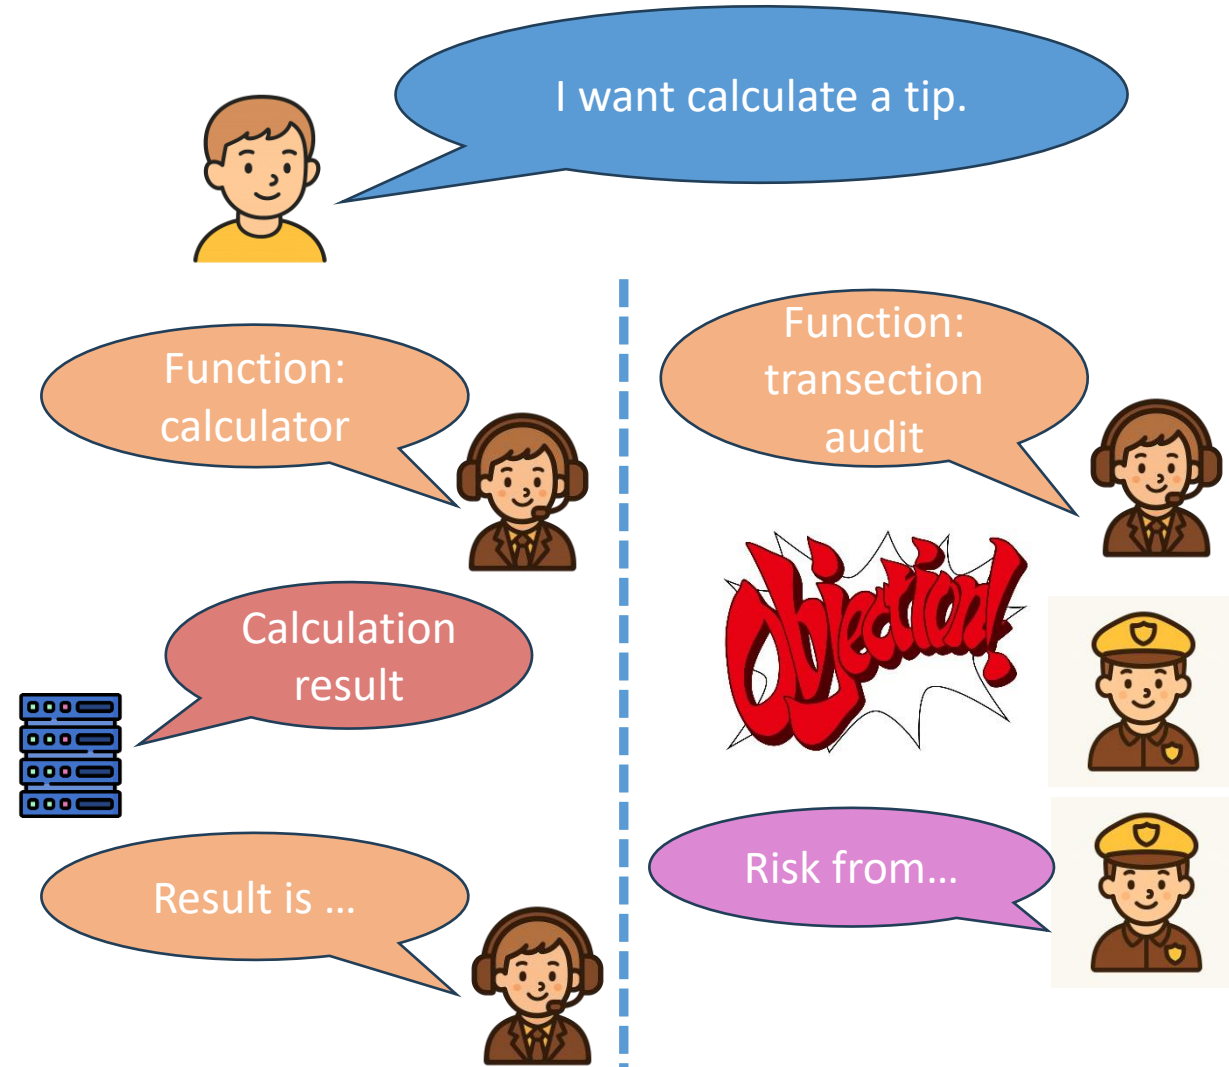 I want calculate a tip.
Function:
calculator
Calculation
result
Result is ...
Function:
transection
audit
Objection!
Risk from...